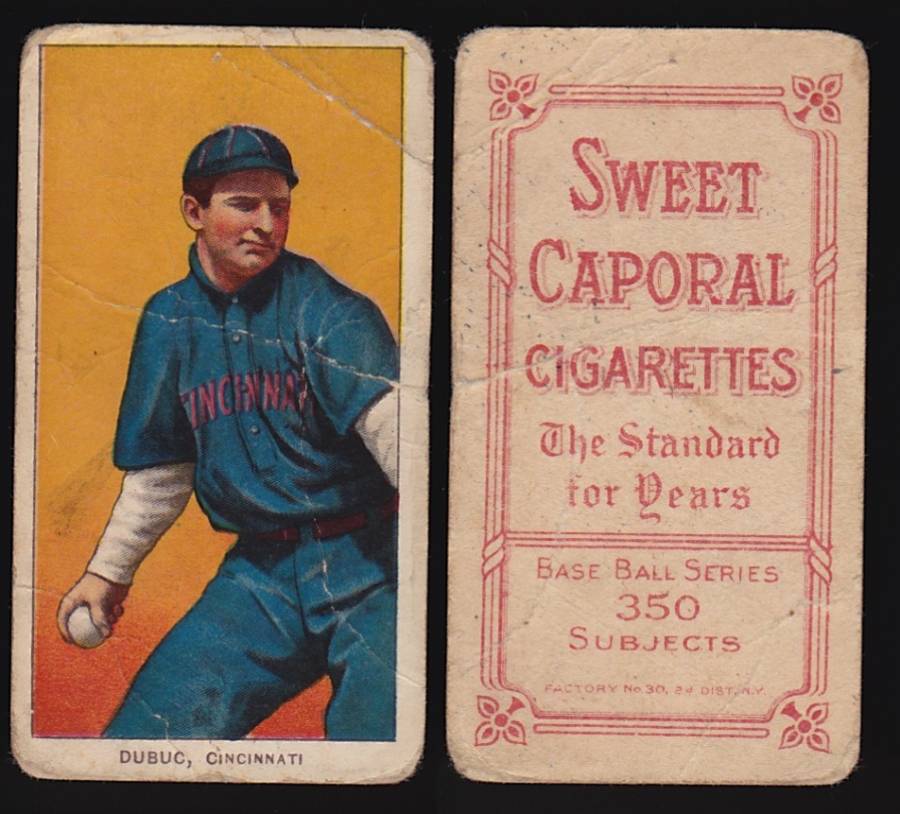 CINCINNAT
DUBUC, CINCINNATI
SWEET
CAPORAL
CIGARETTES
The Standard
for Years
BASE BALL SERIES
350
SUBJECTS
FACTORY No. 30, 2d DIST. N.Y.